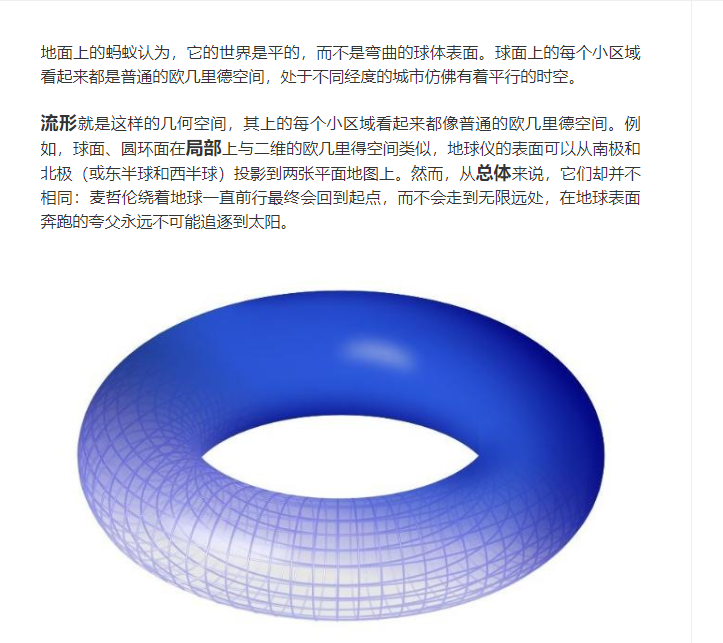 地面上的蚂蚁认为，它的世界是平的，而不是弯曲的球体表面。球面上的每个小区域
看起来都是普通的欧几里德空间，处于不同经度的城市仿佛有着平行的时空。
流形就是这样的几何空间，其上的每个小区域看起来都像普通的欧几里德空间。例
如，球面、圆环面在局部上与二维的欧几里得空间类似，地球仪的表面可以从南极和
北极（或东半球和西半球）投影到两张平面地图上。然而，从总体来说，它们却并不
相同：麦哲伦绕着地球一直前行最终会回到起点，而不会走到无限远处，在地球表面
奔跑的夸父永远不可能追逐到太阳。